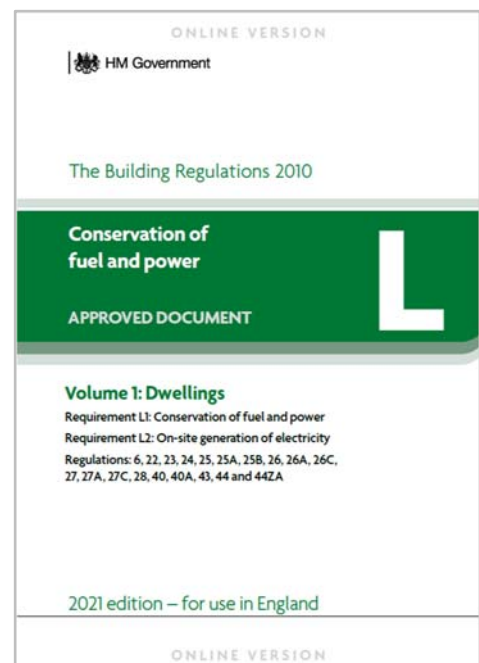 ONLINE VERSION
HM Government
The Building Regulations 2010
Conservation of
fuel and power
L
APPROVED DOCUMENT
Volume 1: Dwellings
Requirement L1: Conservation of fuel and power
Requirement L2: On-site generation of electricity
Regulations: 6, 22, 23, 24, 25, 25A, 25B, 26, 26A, 26C,
27, 27A, 27C, 28, 40, 40A, 43, 44 and 44ZA
2021 edition – for use in England
ONLINE VERSION